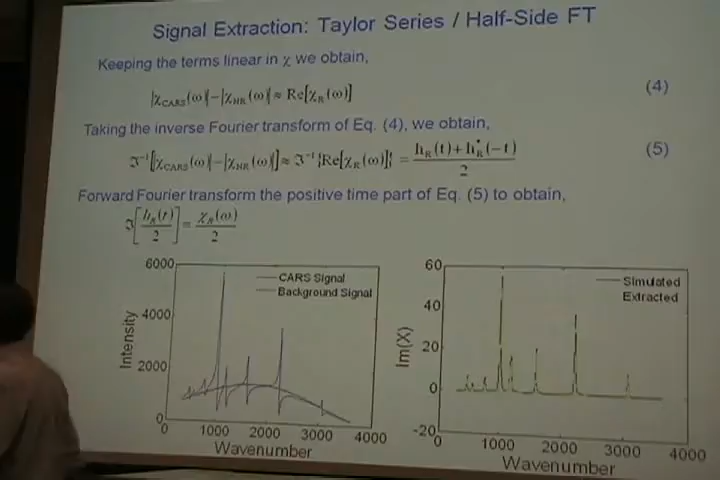 Signal Extraction: Taylor Series / Half-Side FT
Keeping the terms linear in χ we obtain,
|χCARS(ω)|−|χNR(ω)| ≈ Re[χR(ω)] (4)
Taking the inverse Fourier transform of Eq. (4), we obtain,
ℑ⁻¹[|χCARS(ω)|−|χNR(ω)|] ≈ ℑ⁻¹{Re[χR(ω)]} = (hR(t)+hR*(−t))/2 (5)
Forward Fourier transform the positive time part of Eq. (5) to obtain,
ℑ[hR(t)/2] = χR(ω)/2
6000
4000
2000
0
Intensity
CARS Signal
Background Signal
0 1000 2000 3000 4000
Wavenumber
60
40
20
0
-20
Im(X)
Simulated
Extracted
0 1000 2000 3000 4000
Wavenumber